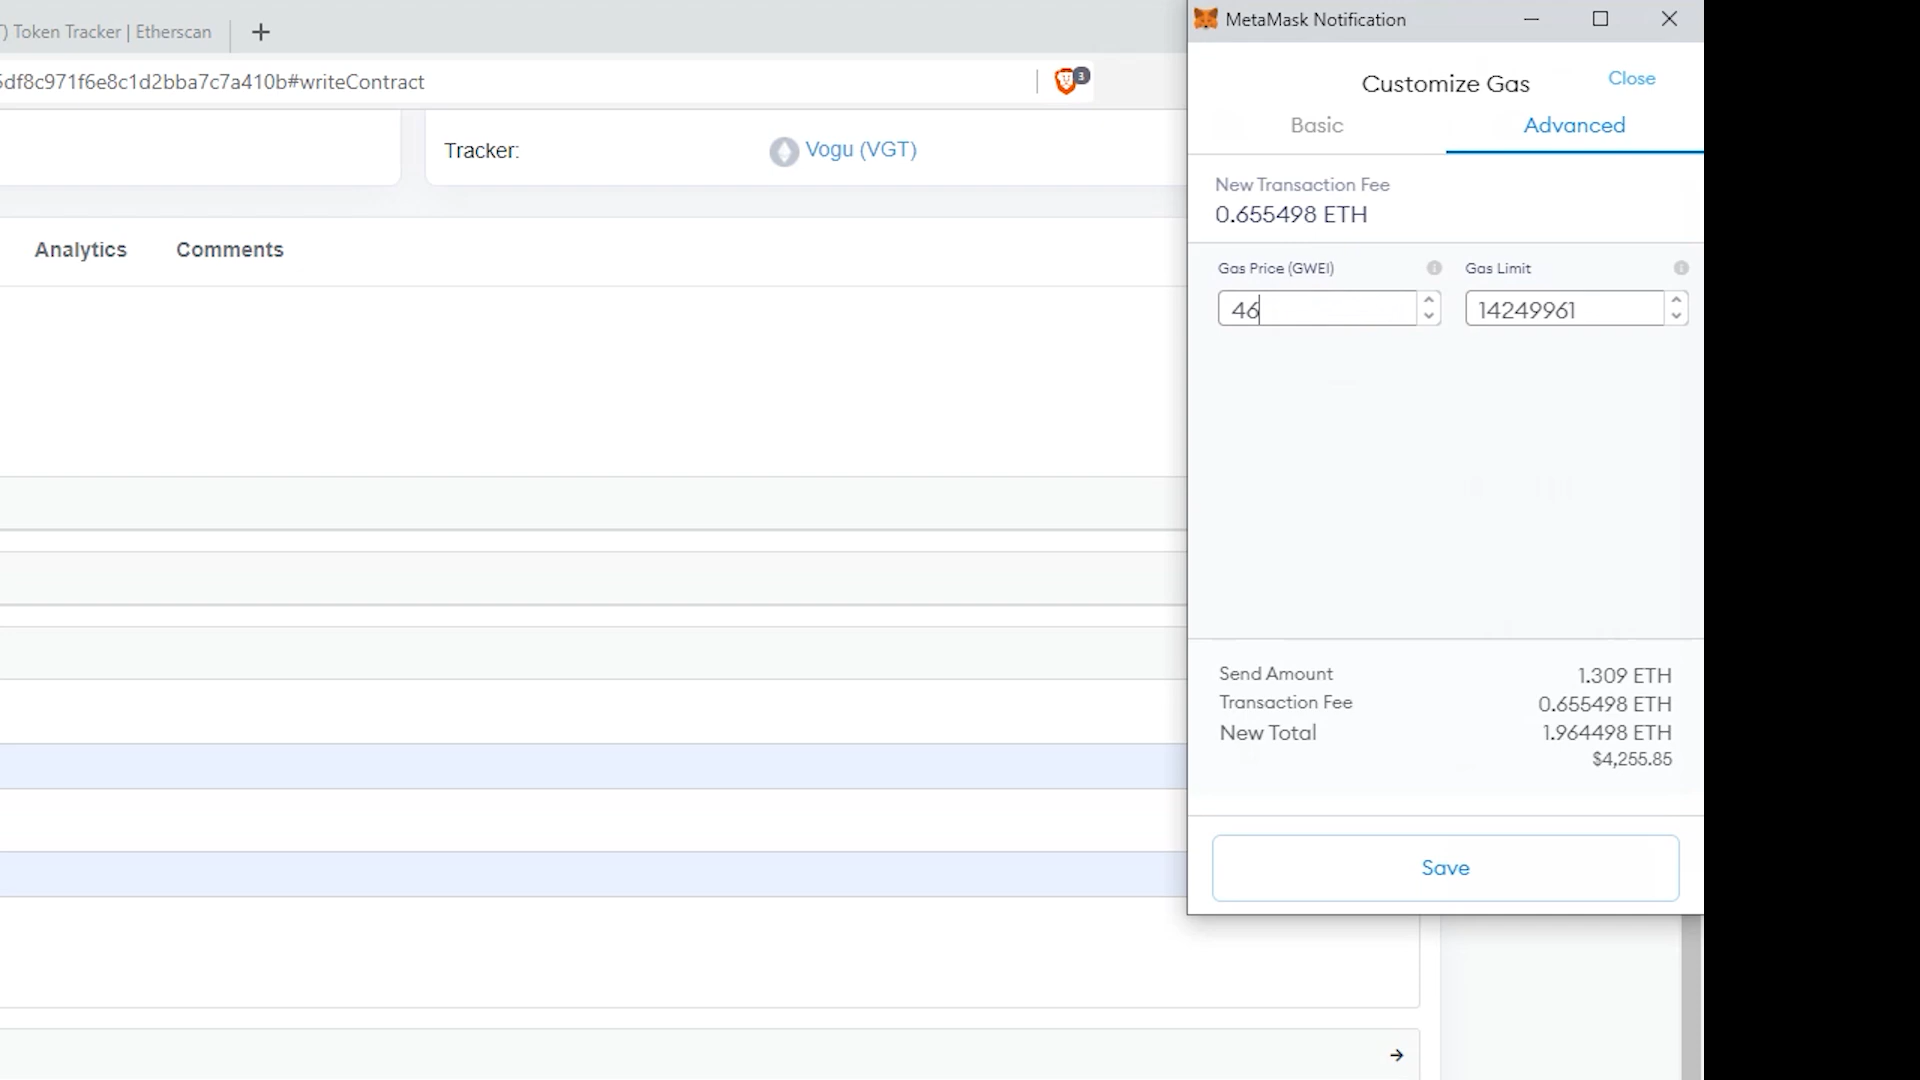 ) Token Tracker | Etherscan
5df8c971f6e8c1d2bba7c7a410b#writeContract
3
Tracker:
Vogu (VGT)
Analytics
Comments
MetaMask Notification
Customize Gas
Close
Basic
Advanced
New Transaction Fee
0.655498 ETH
Gas Price (GWEI)
Gas Limit
46
14249961
Send Amount
1.309 ETH
Transaction Fee
0.655498 ETH
New Total
1.964498 ETH
$4,255.85
Save